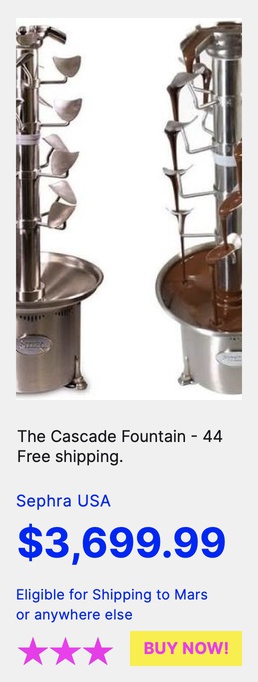 The Cascade Fountain - 44
Free shipping.
Sephra USA
$3,699.99
Eligible for Shipping to Mars
or anywhere else
BUY NOW!